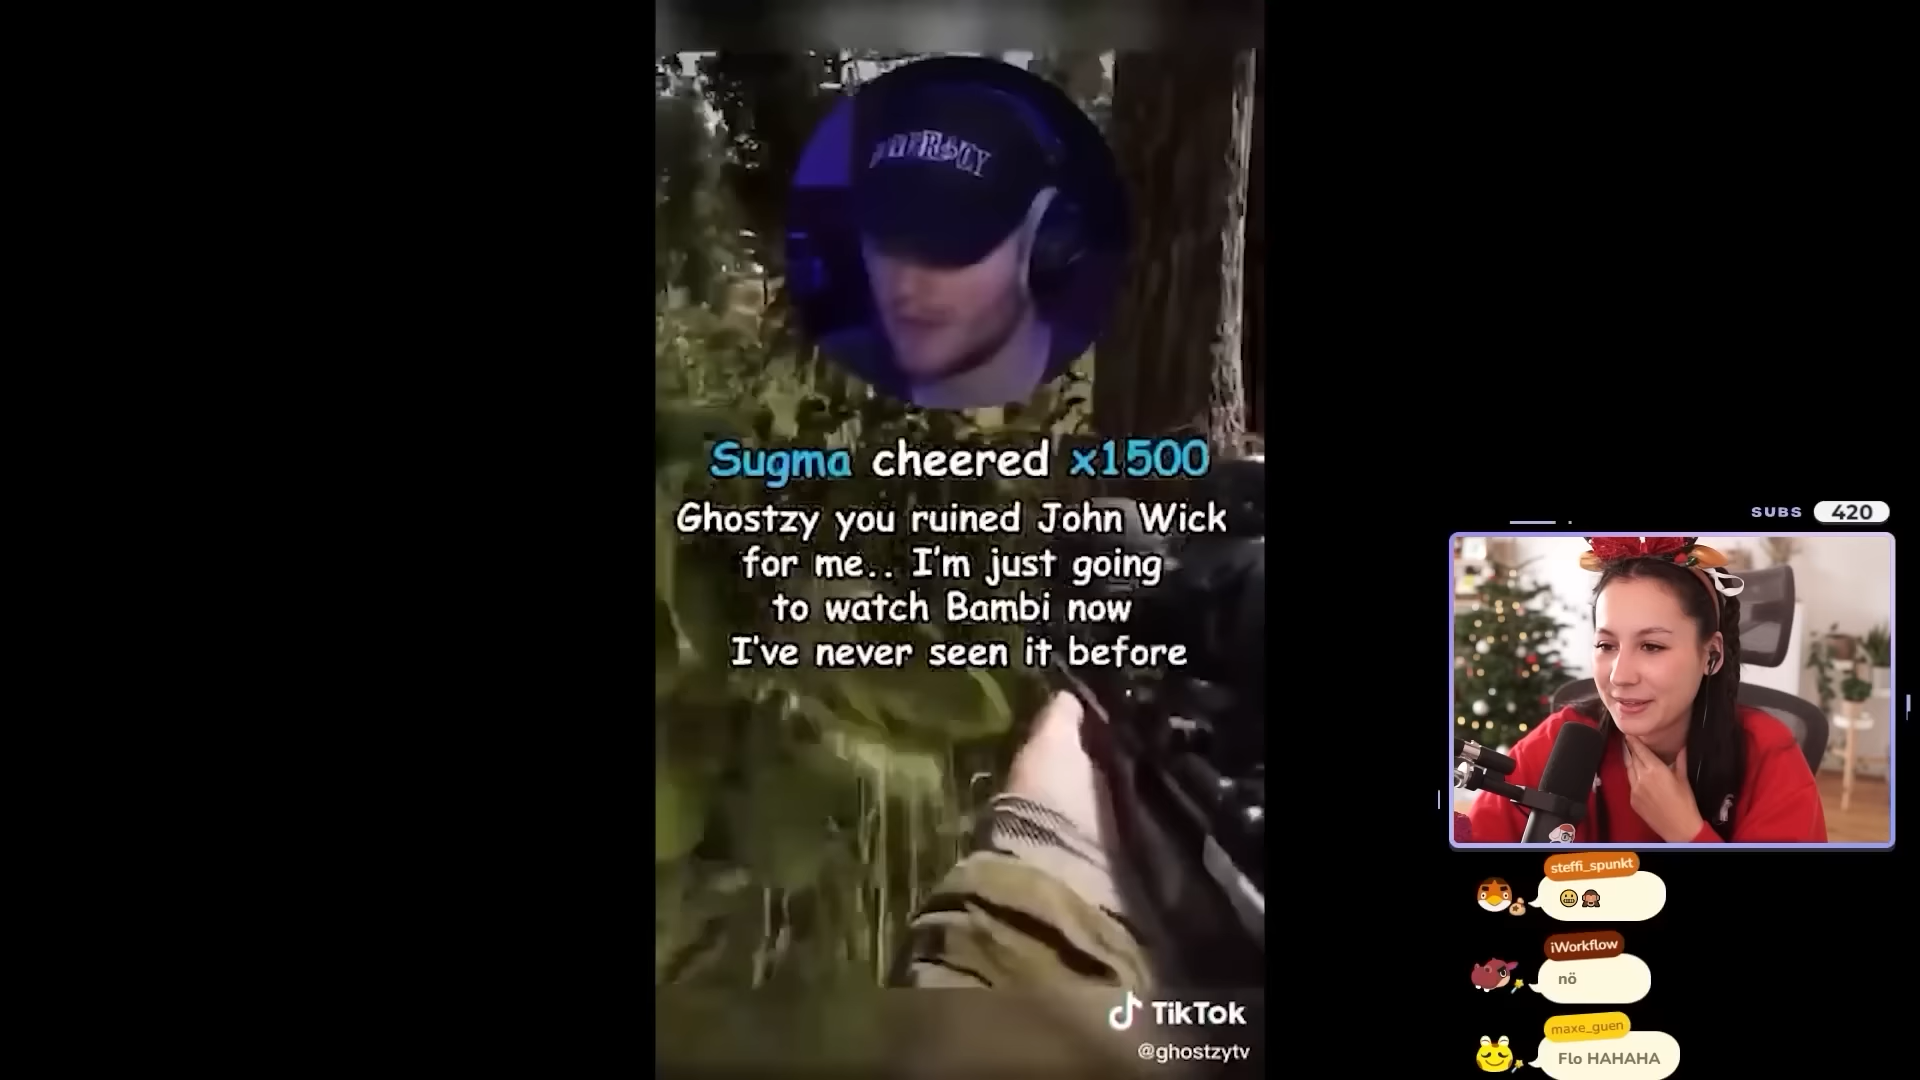 Sugma cheered x1500
Ghostzy you ruined John Wick
for me.. I'm just going
to watch Bambi now
I've never seen it before
TikTok
@ghostzytv
SUBS 420
steffi_spunkt
iWorkflow
nö
maxe_guen
Flo HAHAHA